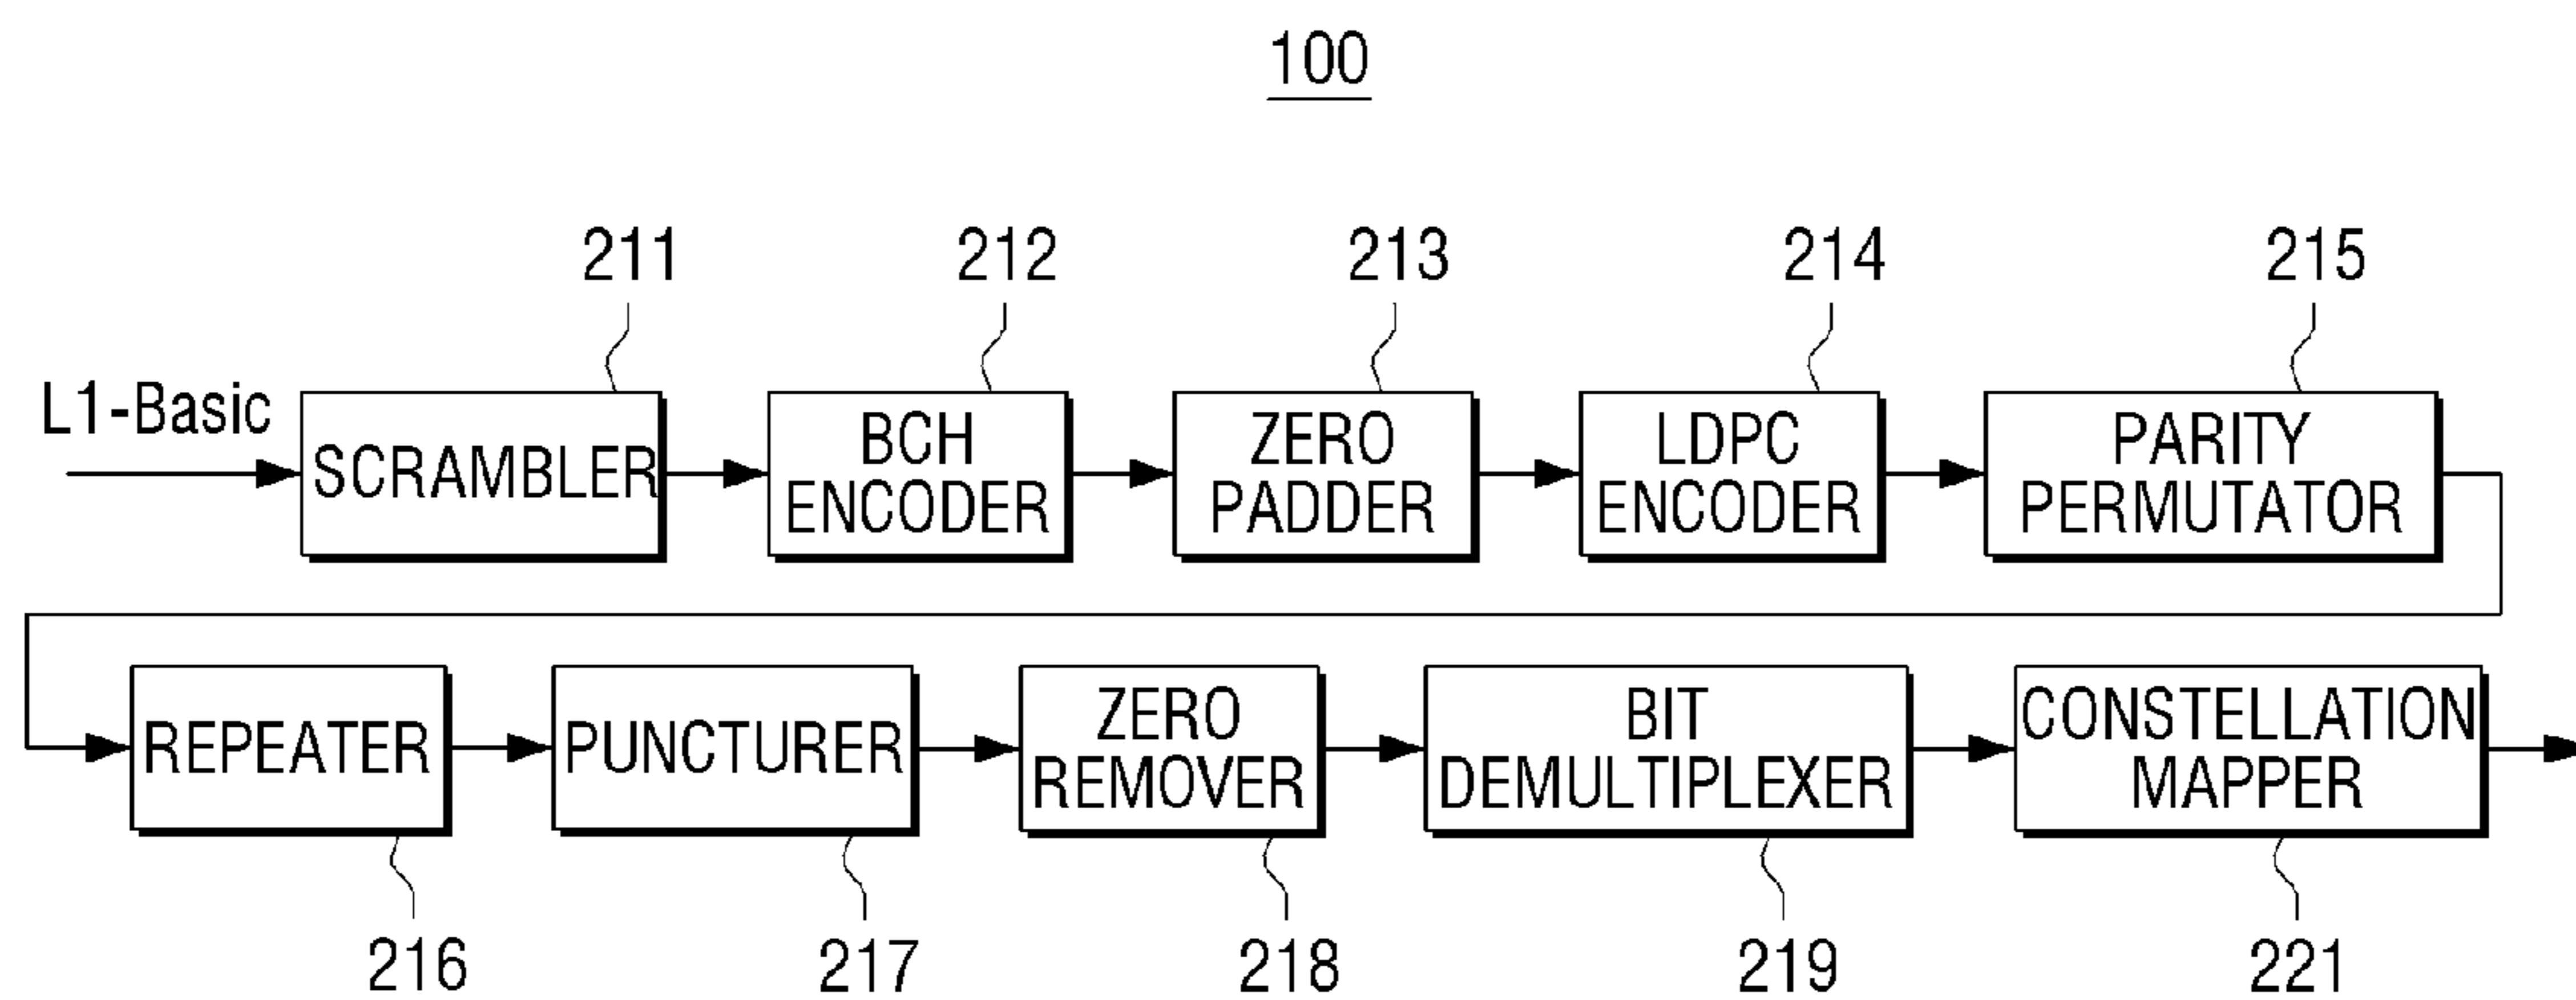 100
211
212
213
214
215
L1-Basic
SCRAMBLER
BCH
ENCODER
ZERO
PADDER
LDPC
ENCODER
PARITY
PERMUTATOR
REPEATER
PUNCTURER
ZERO
REMOVER
BIT
DEMULTIPLEXER
CONSTELLATION
MAPPER
216
217
218
219
221